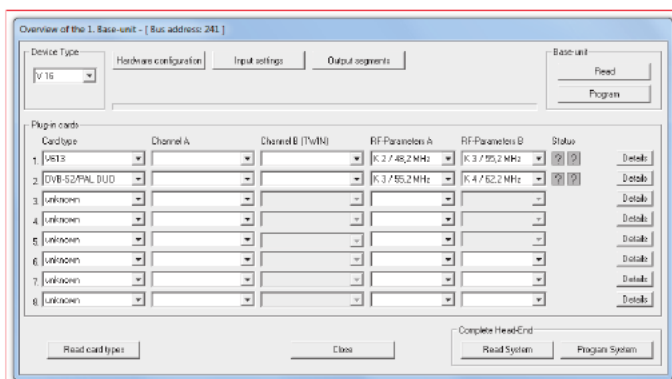 Overview of the 1. Base-unit - [ Bus address: 241 ]
Device Type
V 16
Hardware configuration
Input settings
Output segments
Base-unit
Read
Program
Plug-in cards
Card type Channel A Channel B (TWIN) RF-Parameters A RF-Parameters B Status
1. V613 K 2 / 48,2 MHz K 3 / 55,2 MHz ? ? Details
2. DVB-S2/PAL DUO K 3 / 55,2 MHz K 4 / 62,2 MHz ? ? Details
3. unknown Details
4. unknown Details
5. unknown Details
6. unknown Details
7. unknown Details
8. unknown Details
Complete Head-End
Read card types Close Read System Program System